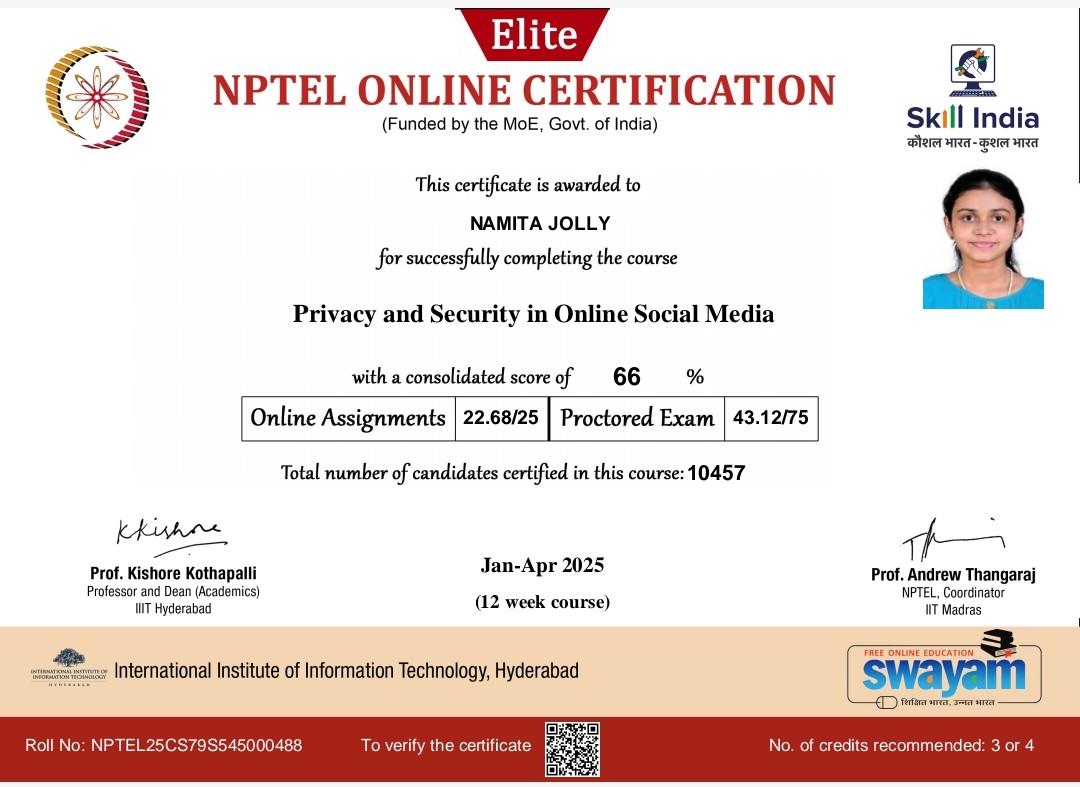 Elite
NPTEL ONLINE CERTIFICATION
(Funded by the MoE, Govt. of India)
Skill India
कौशल भारत - कुशल भारत
This certificate is awarded to
NAMITA JOLLY
for successfully completing the course
Privacy and Security in Online Social Media
with a consolidated score of 66 %
Online Assignments 22.68/25 Proctored Exam 43.12/75
Total number of candidates certified in this course: 10457
KKishore
Prof. Kishore Kothapalli
Professor and Dean (Academics)
IIIT Hyderabad
Jan-Apr 2025
(12 week course)
Prof. Andrew Thangaraj
NPTEL, Coordinator
IIT Madras
INTERNATIONAL INSTITUTE OF
INFORMATION TECHNOLOGY
HYDERABAD
International Institute of Information Technology, Hyderabad
FREE ONLINE EDUCATION
swayam
शिक्षित भारत, उन्नत भारत
Roll No: NPTEL25CS79S545000488
To verify the certificate
No. of credits recommended: 3 or 4